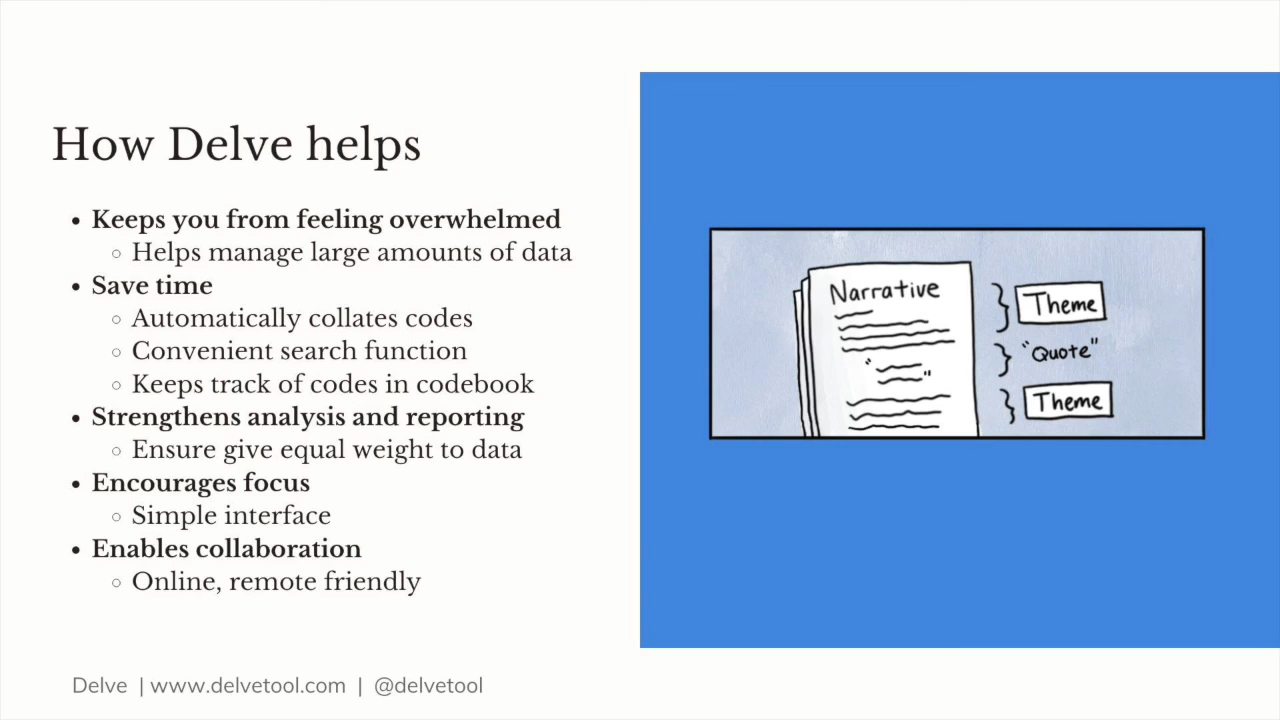 How Delve helps
• Keeps you from feeling overwhelmed
○ Helps manage large amounts of data
• Save time
○ Automatically collates codes
○ Convenient search function
○ Keeps track of codes in codebook
• Strengthens analysis and reporting
○ Ensure give equal weight to data
• Encourages focus
○ Simple interface
• Enables collaboration
○ Online, remote friendly
Narrative
Theme
"Quote"
Theme
Delve | www.delvetool.com | @delvetool